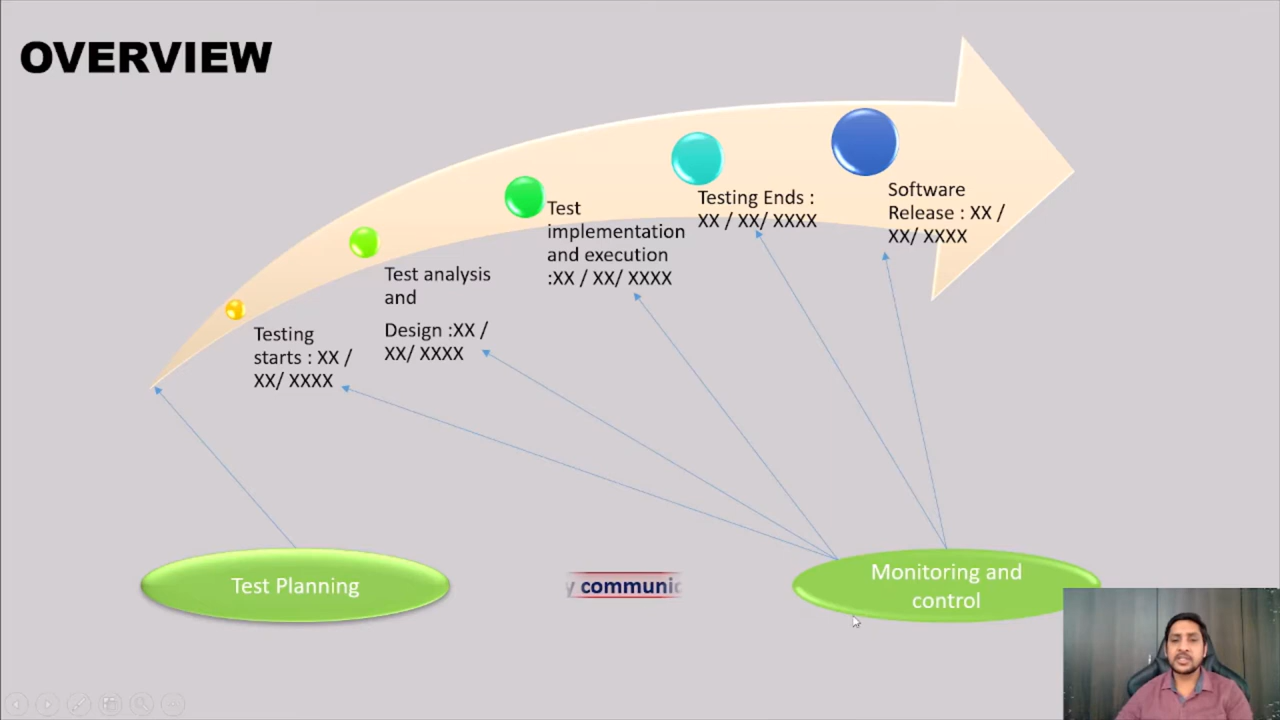 OVERVIEW
Testing
starts : XX /
XX/ XXXX
Test analysis
and
Design :XX /
XX/ XXXX
Test
implementation
and execution
:XX / XX/ XXXX
Testing Ends :
XX / XX/ XXXX
Software
Release : XX /
XX/ XXXX
Test Planning
Monitoring and
control